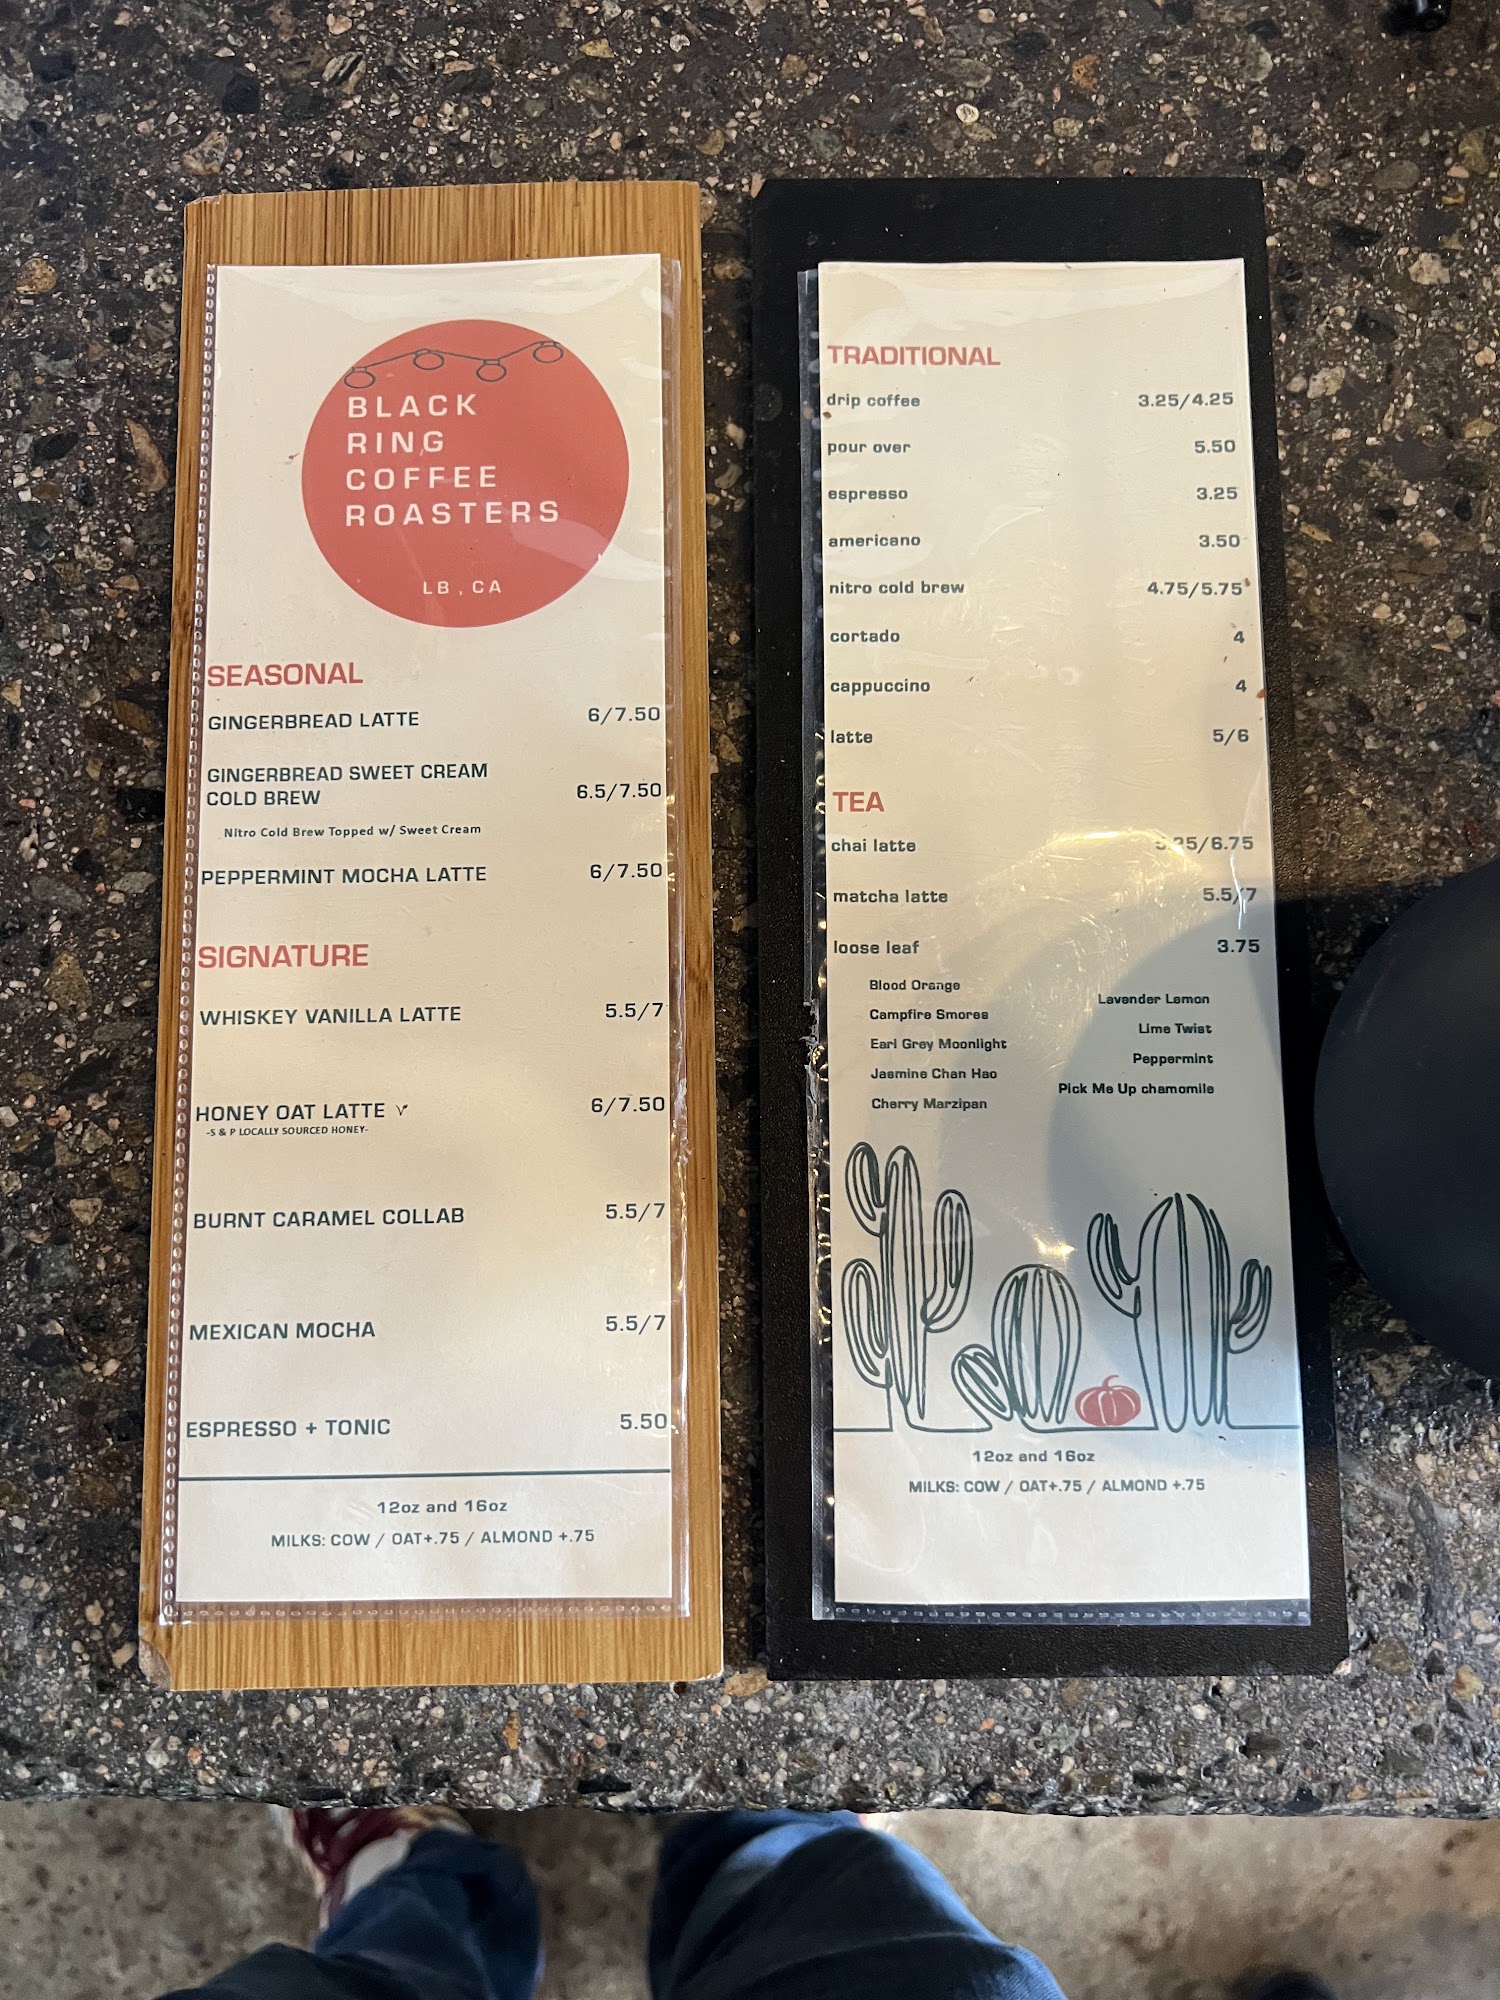 BLACK
RING
COFFEE
ROASTERS
LB, CA
SEASONAL
GINGERBREAD LATTE 6/7.50
GINGERBREAD SWEET CREAM
COLD BREW 6.5/7.50
Nitro Cold Brew Topped w/ Sweet Cream
PEPPERMINT MOCHA LATTE 6/7.50
SIGNATURE
WHISKEY VANILLA LATTE 5.5/7
HONEY OAT LATTE 6/7.50
-S & P LOCALLY SOURCED HONEY-
BURNT CARAMEL COLLAB 5.5/7
MEXICAN MOCHA 5.5/7
ESPRESSO + TONIC 5.50
12oz and 16oz
MILKS: COW / OAT+.75 / ALMOND +.75
TRADITIONAL
drip coffee 3.25/4.25
pour over 5.50
espresso 3.25
americano 3.50
nitro cold brew 4.75/5.75
cortado 4
cappuccino 4
latte 5/6
TEA
chai latte /6.75
matcha latte 5.5/7
loose leaf 3.75
Blood Orange
Campfire Smores
Earl Grey Moonlight
Jasmine Chan Hao
Cherry Marzipan
Lavender Lemon
Lime Twist
Peppermint
Pick Me Up chamomile
12oz and 16oz
MILKS: COW / OAT+.75 / ALMOND +.75